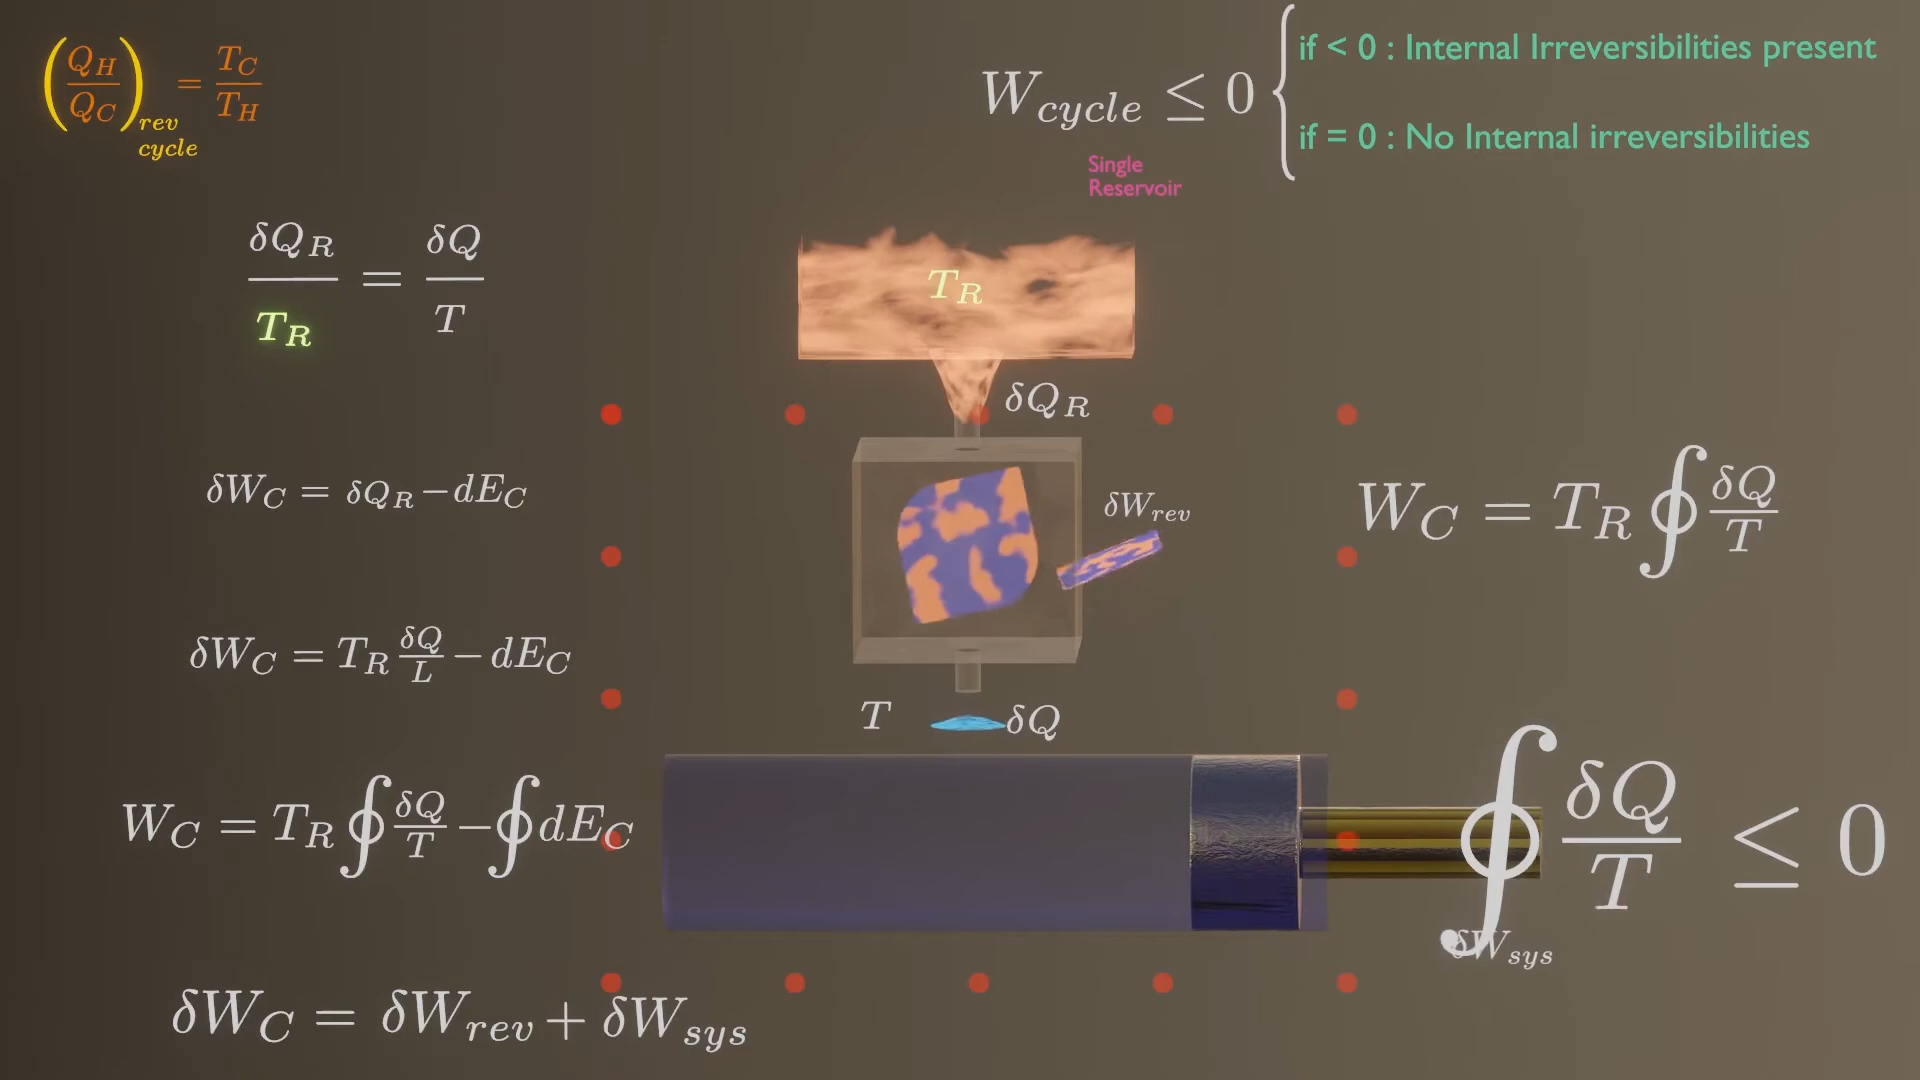 (Q_H/Q_C)_rev cycle = T_C/T_H
W_cycle ≤ 0
if < 0 : Internal Irreversibilities present
if = 0 : No Internal irreversibilities
Single
Reservoir
δQ_R/T_R = δQ/T
T_R
δQ_R
δW_C = δQ_R − dE_C
δW_rev
W_C = T_R ∮ δQ/T
δW_C = T_R δQ/L − dE_C
T
δQ
W_C = T_R ∮ δQ/T − ∮ dE_C
∮ δQ/T ≤ 0
δW_sys
δW_C = δW_rev + δW_sys